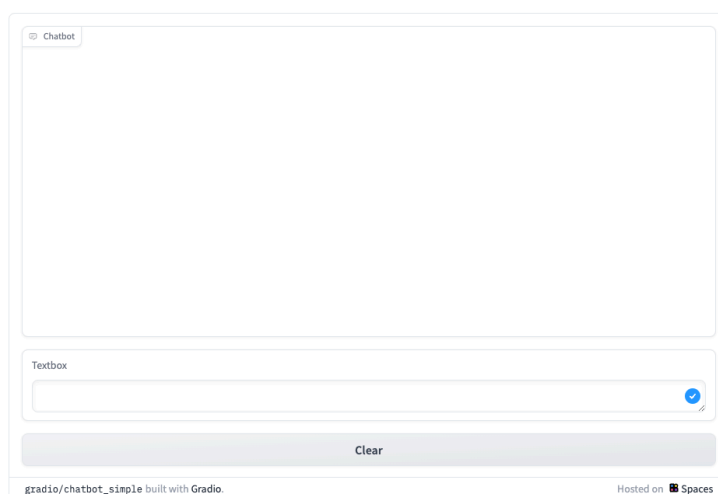 Chatbot
Textbox
Clear
gradio/chatbot_simple built with Gradio. Hosted on Spaces